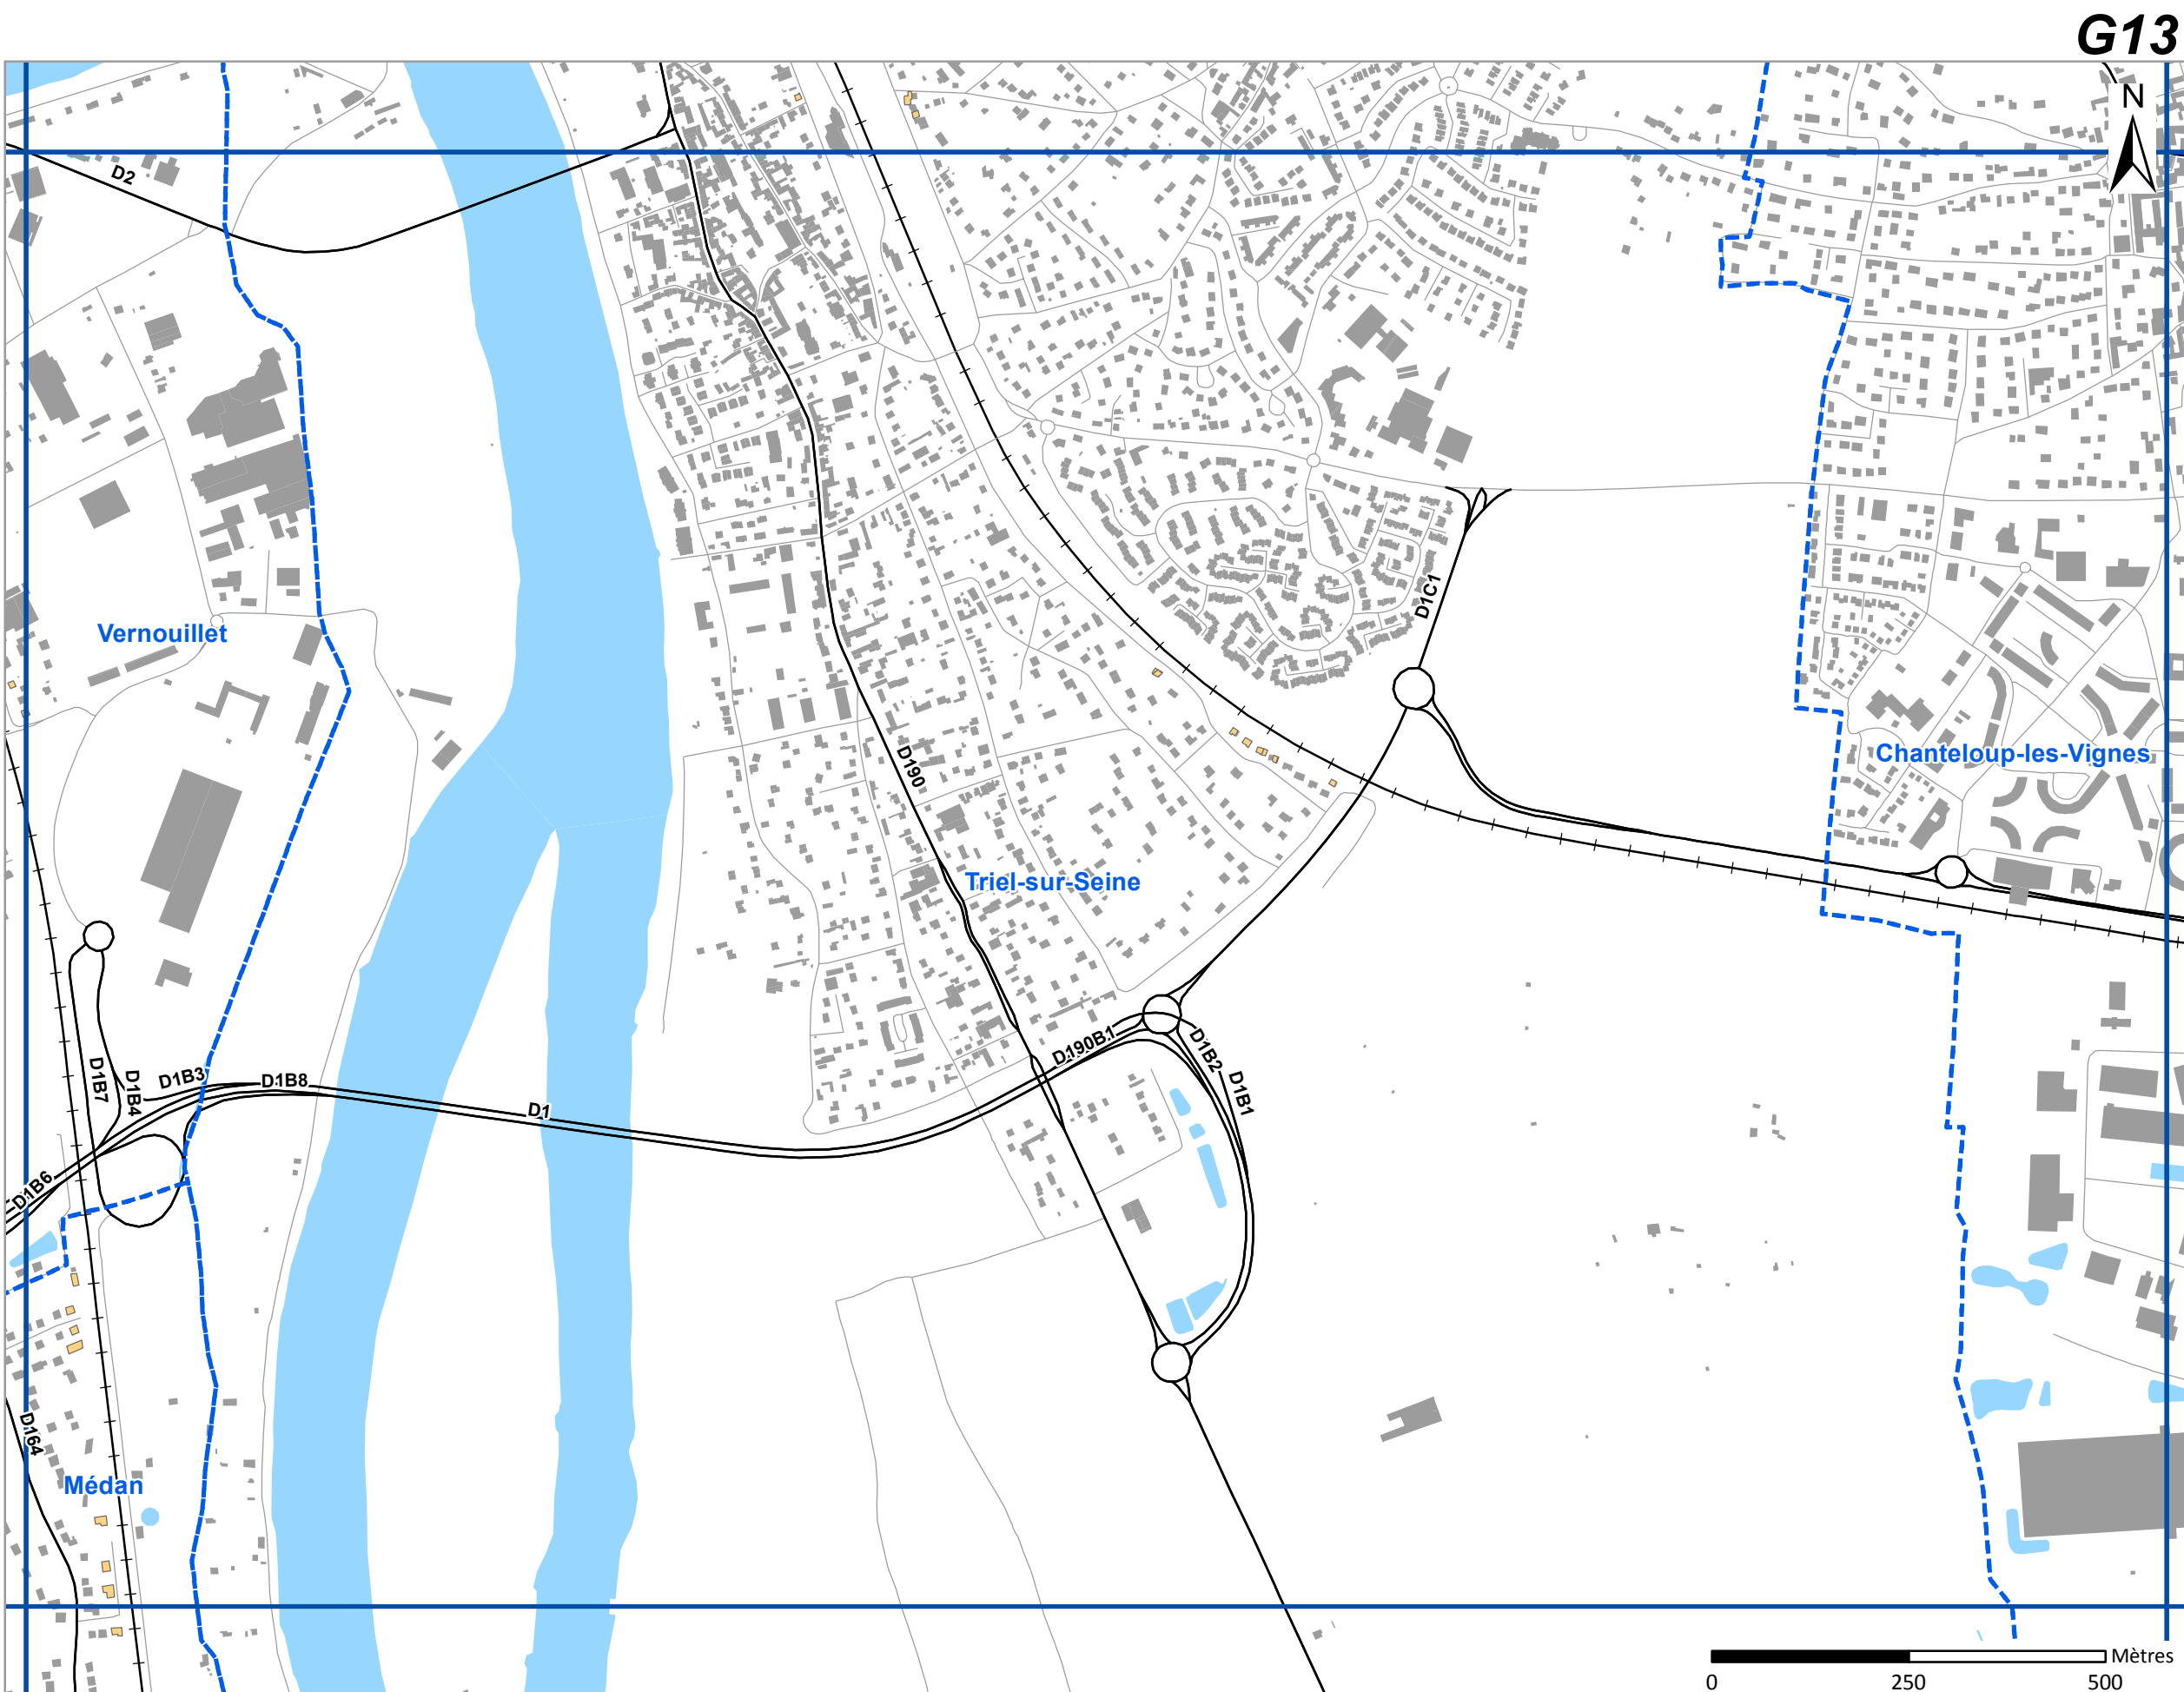 G13
N
D2
D1C1
Vernouillet
D190
Chanteloup-les-Vignes
Triel-sur-Seine
D190B1
D1B2
D1B1
D1B7
D1B4
D1B3
D1B8
D1
D1B6
D164
Médan
Mètres
0 250 500